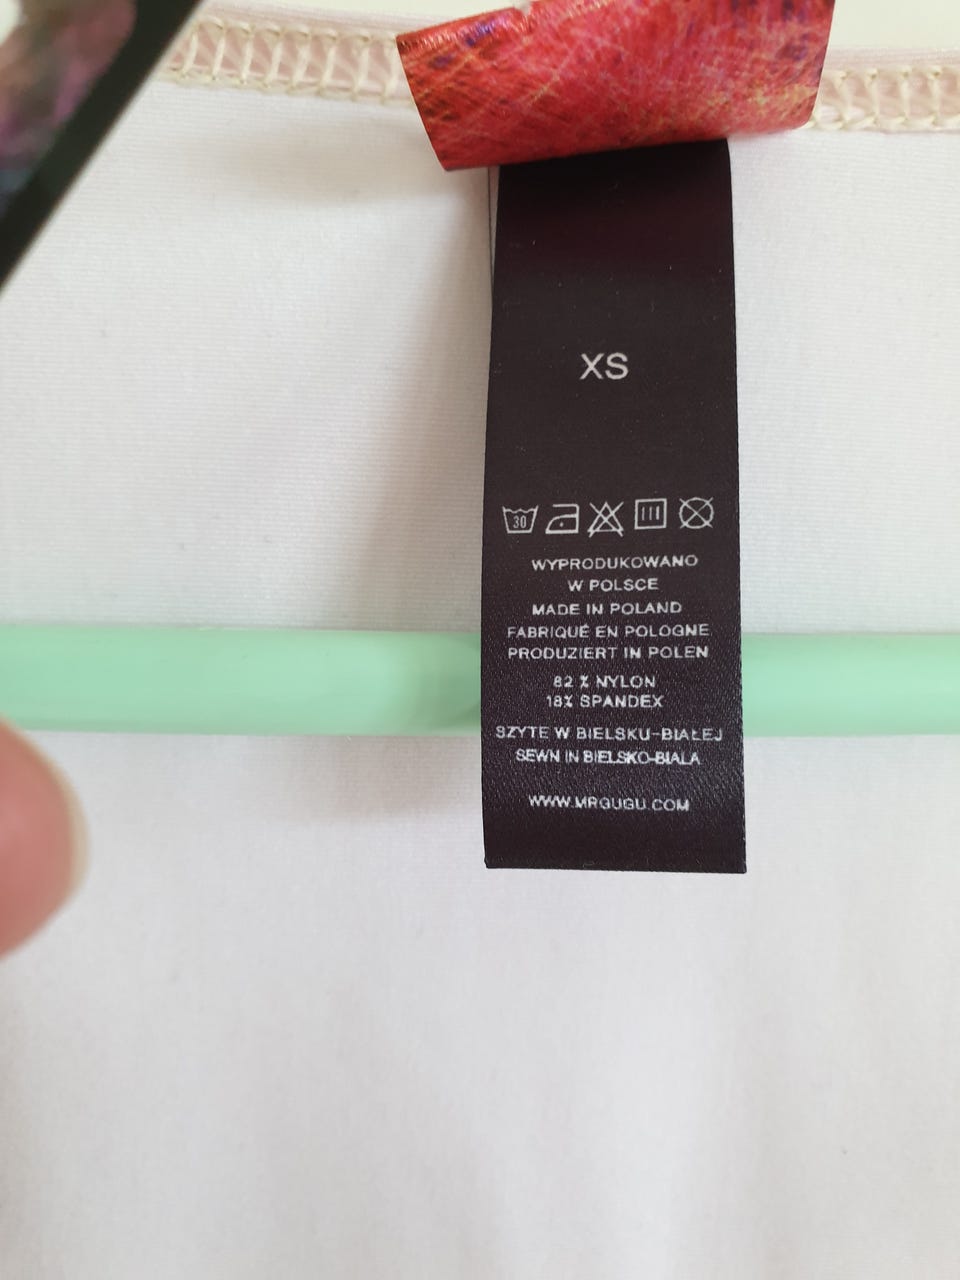 XS
30
WYPRODUKOWANO
W POLSCE
MADE IN POLAND
FABRIQUÉ EN POLOGNE
PRODUZIERT IN POLEN
82 % NYLON
18% SPANDEX
SZYTE W BIELSKU-BIAŁEJ
SEWN IN BIELSKO-BIALA
WWW.MRGUGU.COM